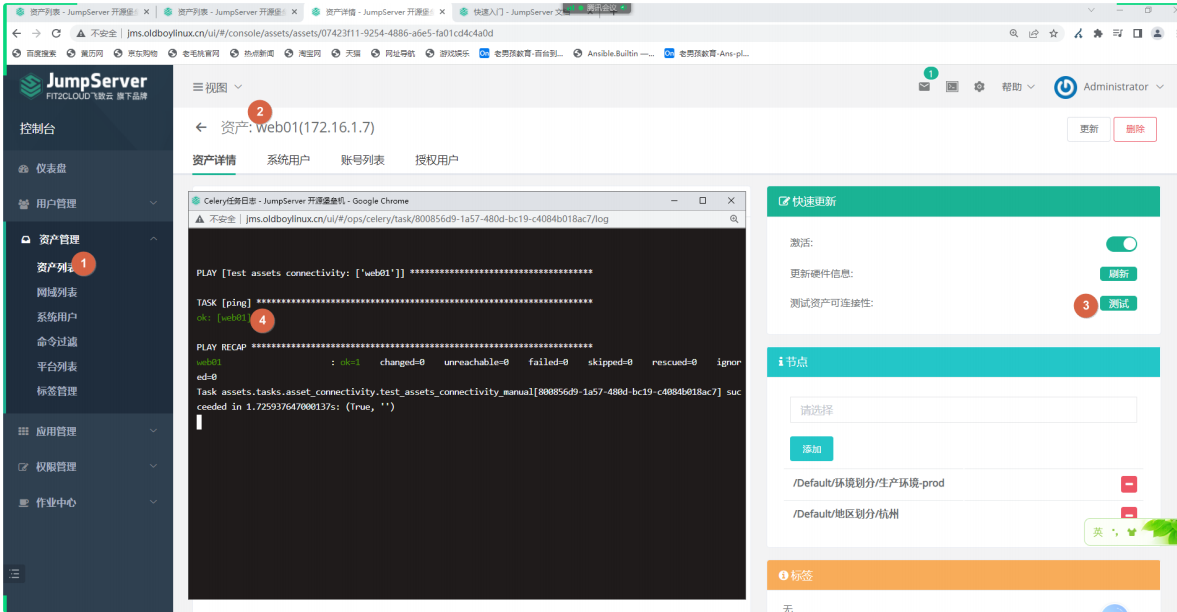 资产列表 - JumpServer 开源堡
资产列表 - JumpServer 开源堡
资产详情 - JumpServer 开源堡
快速入门 - JumpServer 文
腾讯会议
不安全 | jms.oldboylinux.cn/ui/#/console/assets/assets/07423f11-9254-4886-a6e5-fa01cd4c4a0d
百度搜索 黄历网 京东购物 老毛桃官网 热点新闻 淘宝网 天猫 网址导航 游戏娱乐 On 老男孩教育-百台到... Ansible.Builtin —... On 老男孩教育-Ans-pl...
JumpServer
FIT2CLOUD飞致云 旗下品牌
视图
1
帮助
Administrator
控制台
2
资产: web01(172.16.1.7)
更新
删除
资产详情 系统用户 账号列表 授权用户
仪表盘
用户管理
资产管理
资产列表
1
网域列表
系统用户
命令过滤
平台列表
标签管理
应用管理
权限管理
作业中心
Celery任务日志 - JumpServer 开源堡垒机 - Google Chrome
不安全 | jms.oldboylinux.cn/ui/#/ops/celery/task/800856d9-1a57-480d-bc19-c4084b018ac7/log
PLAY [Test assets connectivity: ['web01']] ************************************
TASK [ping] ********************************************************************
ok: [web01]
4
PLAY RECAP *********************************************************************
web01 : ok=1 changed=0 unreachable=0 failed=0 skipped=0 rescued=0 ignor
ed=0
Task assets.tasks.asset_connectivity.test_assets_connectivity_manual[800856d9-1a57-480d-bc19-c4084b018ac7] suc
ceeded in 1.725937647000137s: (True, '')
快速更新
激活:
更新硬件信息:
刷新
测试资产可连接性:
3
测试
节点
请选择
添加
/Default/环境划分/生产环境-prod
/Default/地区划分/杭州
英
标签
无